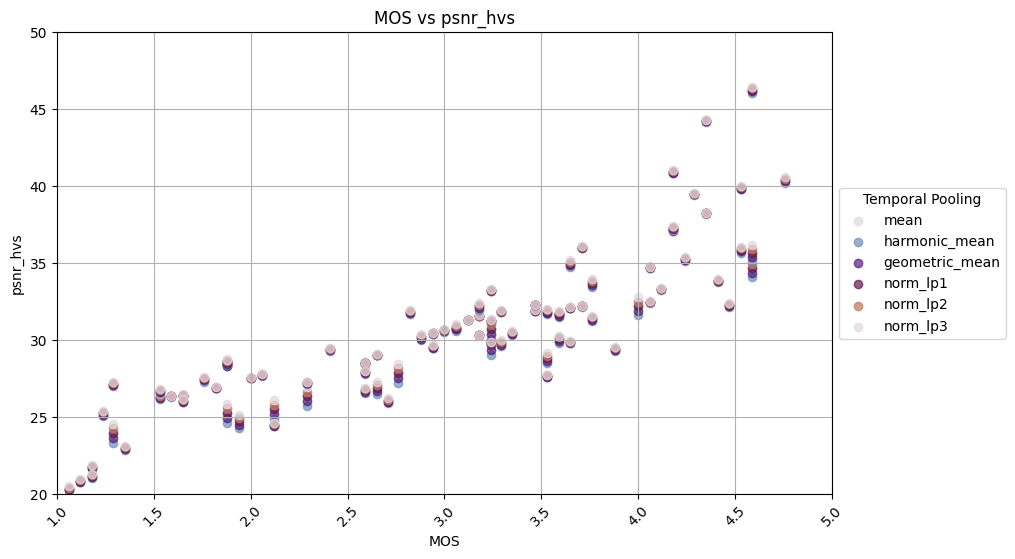 MOS vs psnr_hvs
50
45
40
35
30
25
20
psnr_hvs
1.0 1.5 2.0 2.5 3.0 3.5 4.0 4.5 5.0
MOS
Temporal Pooling
mean
harmonic_mean
geometric_mean
norm_lp1
norm_lp2
norm_lp3